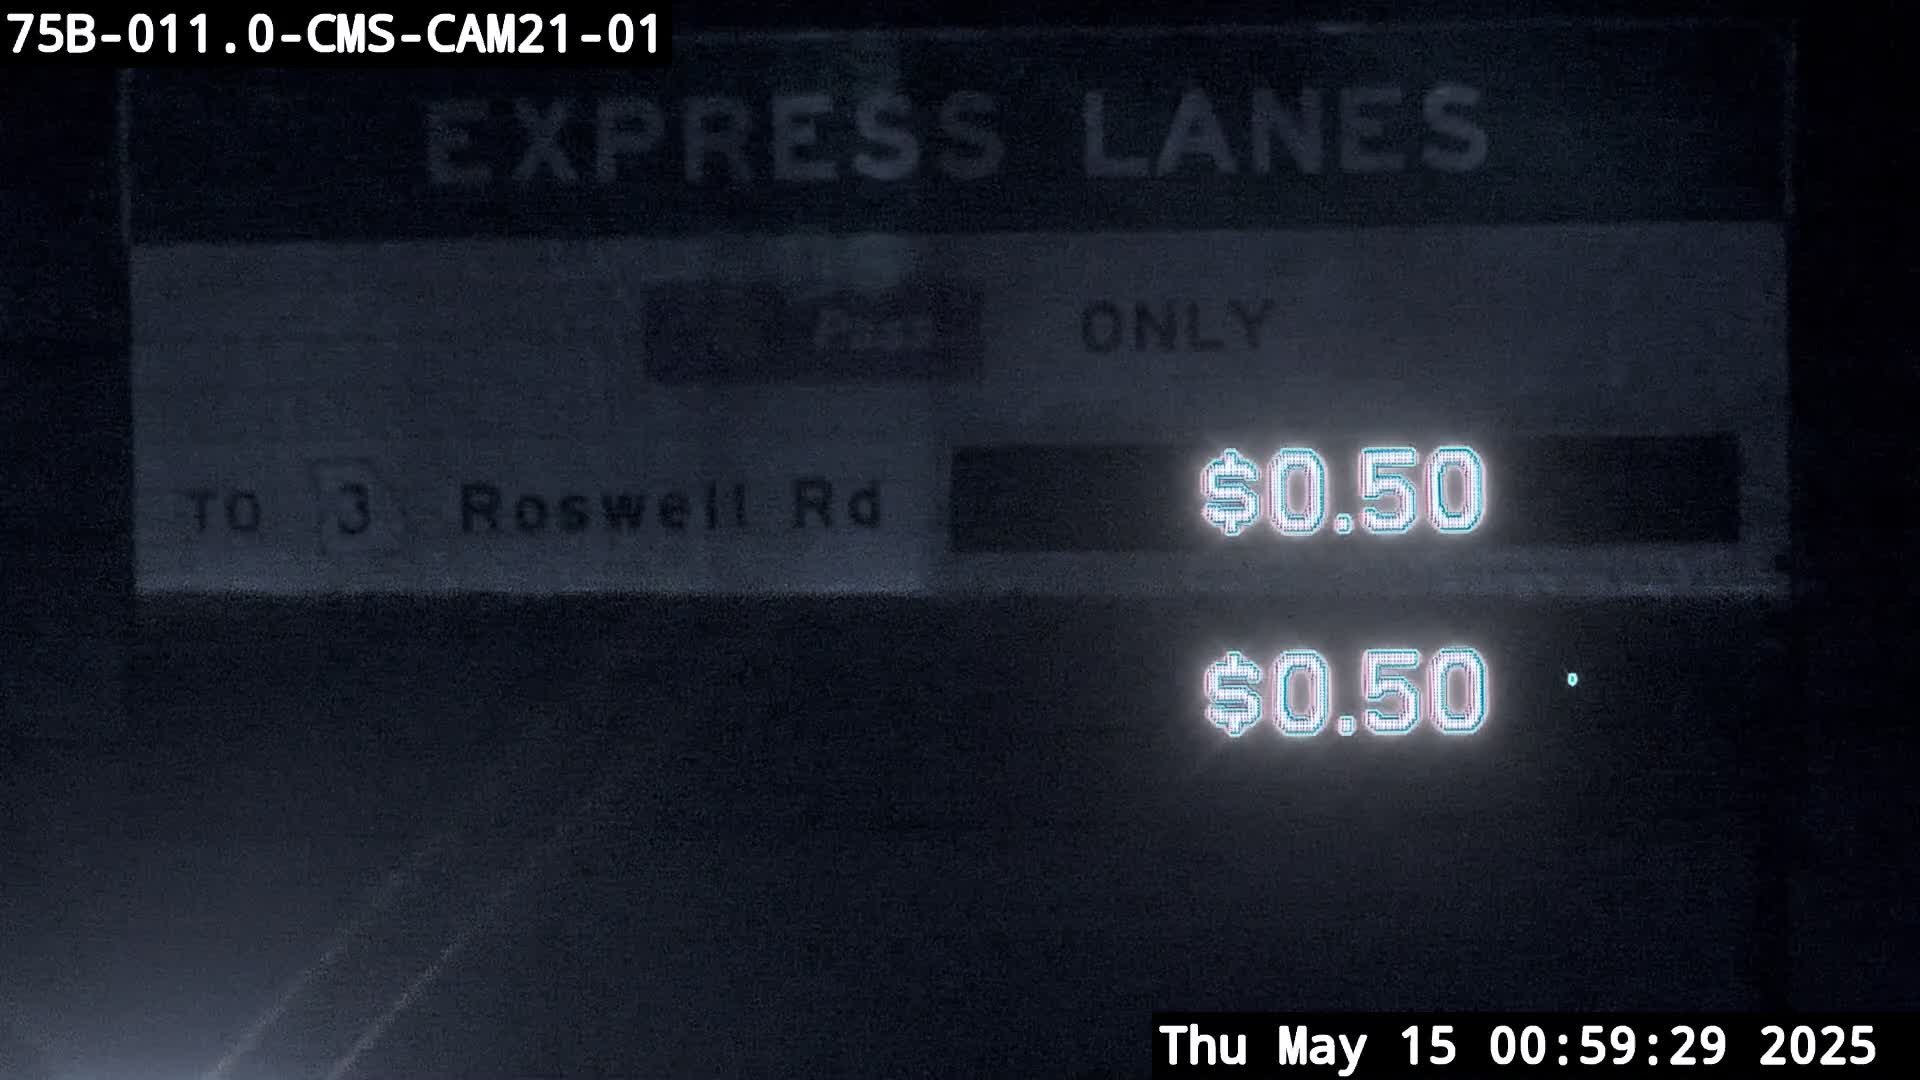 75B-011.0-CMS-CAM21-01
EXPRESS LANES
Pass ONLY
TO 3 Roswell Rd $0.50
$0.50
Thu May 15 00:59:29 2025